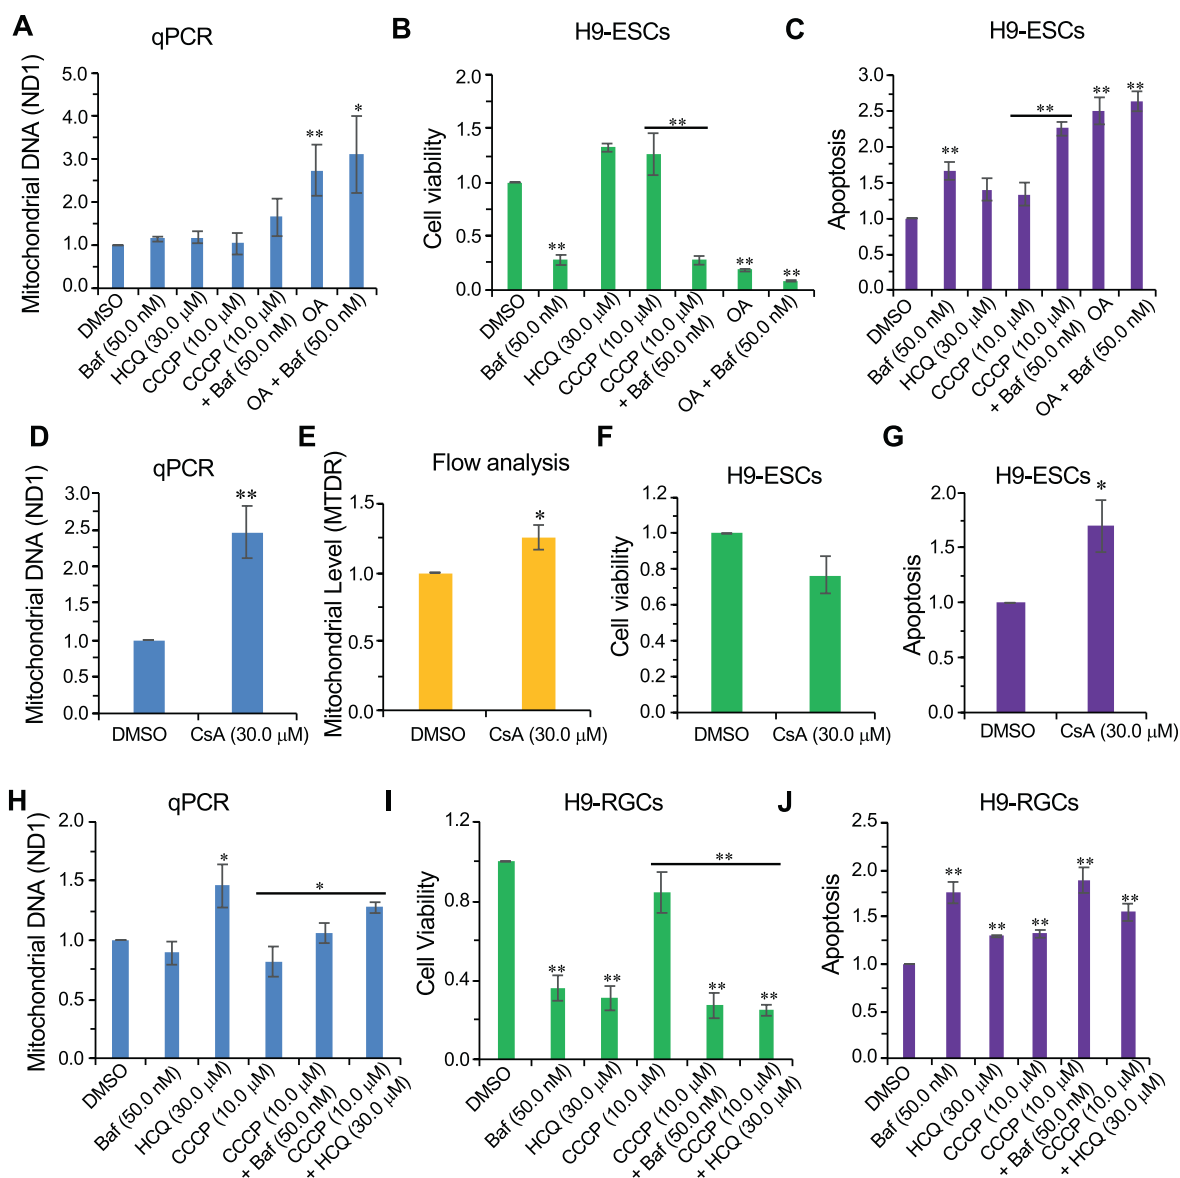 A
qPCR
Mitochondrial DNA (ND1)
5.0
4.0
3.0
2.0
1.0
0.0
**
*
DMSO
Baf (50.0 nM)
HCQ (30.0 μM)
CCCP (10.0 μM)
CCCP (10.0 μM)
+ Baf (50.0 nM)
OA
OA + Baf (50.0 nM)
B
H9-ESCs
Cell viability
2.0
1.5
1.0
0.5
0.0
**
**
**
**
DMSO
Baf (50.0 nM)
HCQ (30.0 μM)
CCCP (10.0 μM)
CCCP (10.0 μM)
+ Baf (50.0 nM)
OA
OA + Baf (50.0 nM)
C
H9-ESCs
Apoptosis
3.0
2.5
2.0
1.5
1.0
0.0
**
**
**
**
DMSO
Baf (50.0 nM)
HCQ (30.0 μM)
CCCP (10.0 μM)
CCCP (10.0 μM)
+ Baf (50.0 nM)
OA
OA + Baf (50.0 nM)
D
qPCR
Mitochondrial DNA (ND1)
3.0
2.5
2.0
1.5
1.0
0.5
0.0
**
DMSO
CsA (30.0 μM)
E
Flow analysis
Mitochondrial Level (MTDR)
1.5
1.0
0.5
0.0
*
DMSO
CsA (30.0 μM)
F
H9-ESCs
Cell viability
1.2
1.0
0.8
0.6
0.4
0.2
0.0
DMSO
CsA (30.0 μM)
G
H9-ESCs
Apoptosis
2.0
1.5
1.0
0.5
0.0
*
DMSO
CsA (30.0 μM)
H
qPCR
Mitochondrial DNA (ND1)
2.0
1.5
1.0
0.5
0.0
*
*
DMSO
Baf (50.0 nM)
HCQ (30.0 μM)
CCCP (10.0 μM)
CCCP (10.0 μM)
+ Baf (50.0 nM)
CCCP (10.0 μM)
+ HCQ (30.0 μM)
I
H9-RGCs
Cell Viability
1.2
0.8
0.4
0.0
**
**
**
**
**
DMSO
Baf (50.0 nM)
HCQ (30.0 μM)
CCCP (10.0 μM)
CCCP (10.0 μM)
+ Baf (50.0 nM)
CCCP (10.0 μM)
+ HCQ (30.0 μM)
J
H9-RGCs
Apoptosis
2.5
2.0
1.5
1.0
0.5
0.0
**
**
**
**
**
DMSO
Baf (50.0 nM)
HCQ (30.0 μM)
CCCP (10.0 μM)
CCCP (10.0 μM)
+ Baf (50.0 nM)
CCCP (10.0 μM)
+ HCQ (30.0 μM)